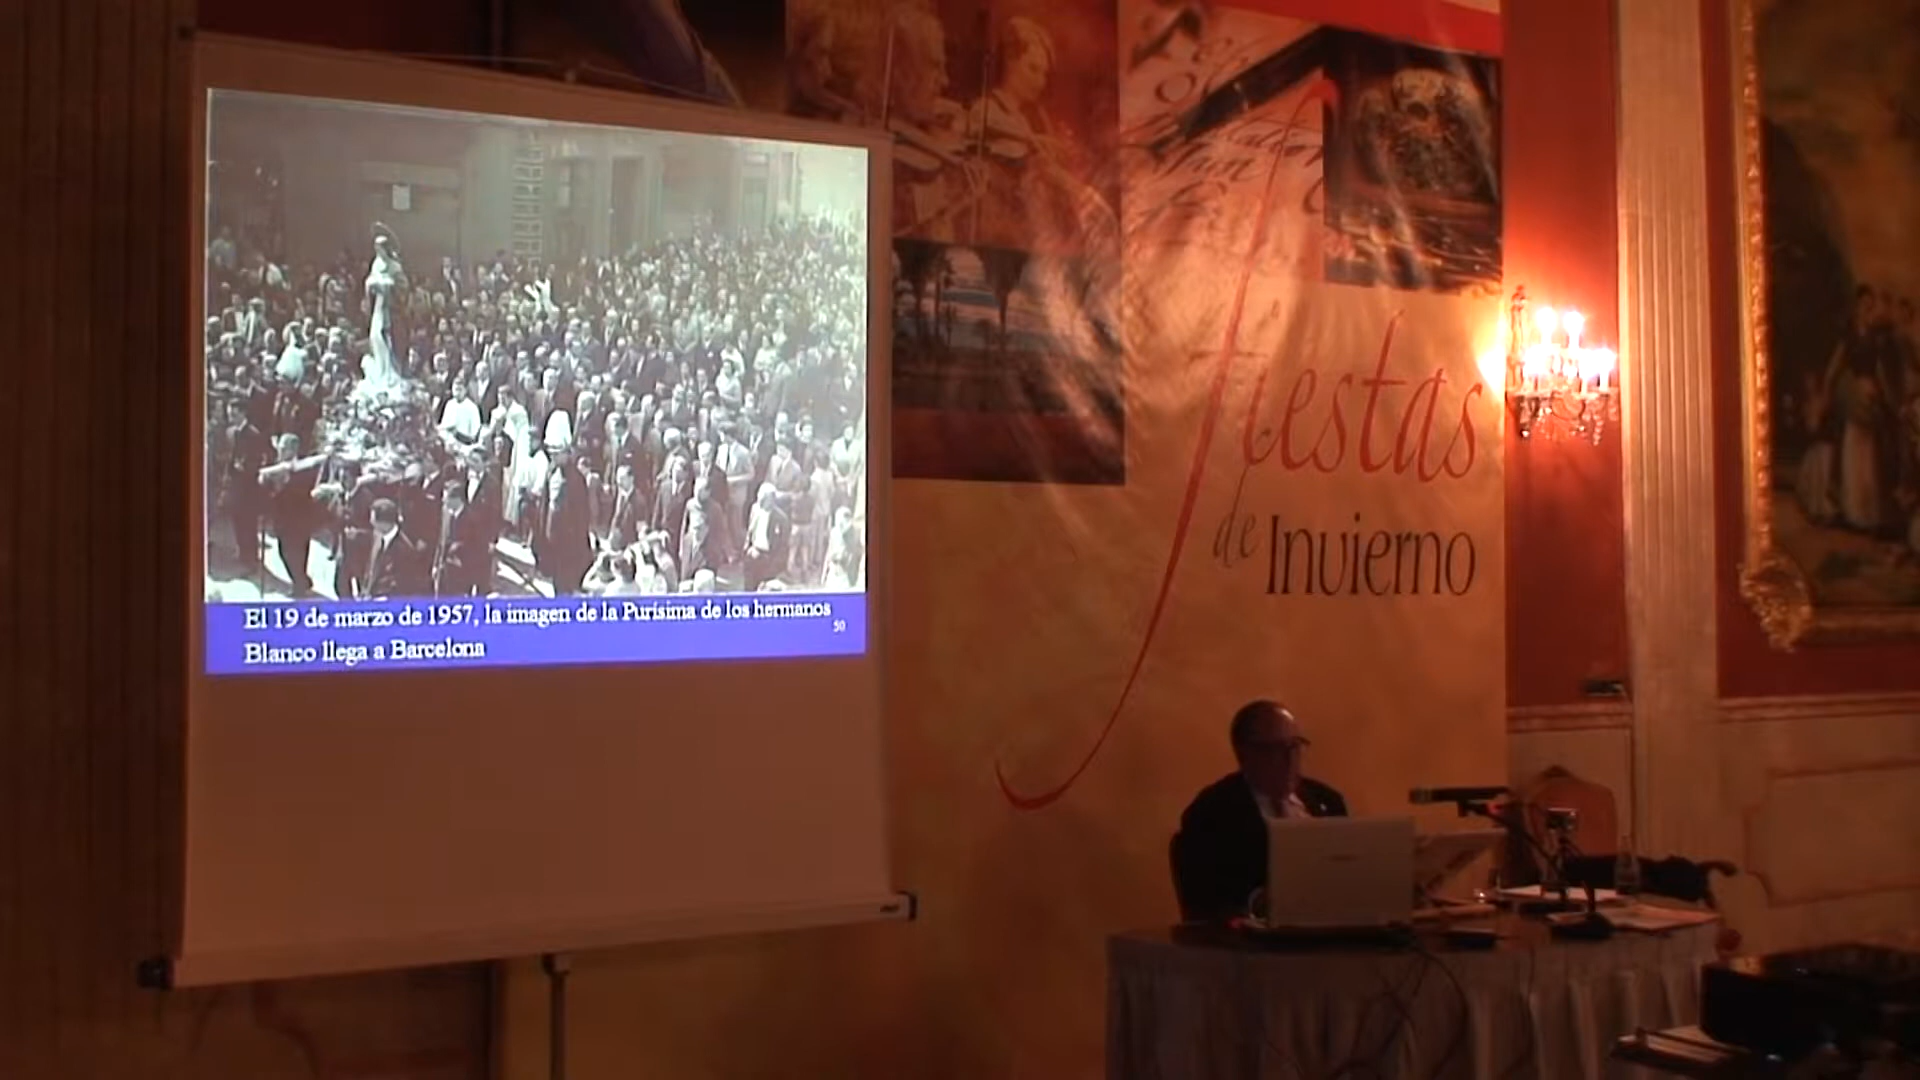 El 19 de marzo de 1957, la imagen de la Purísima de los hermanos
50
Blanco llega a Barcelona
fiestas
de Invierno